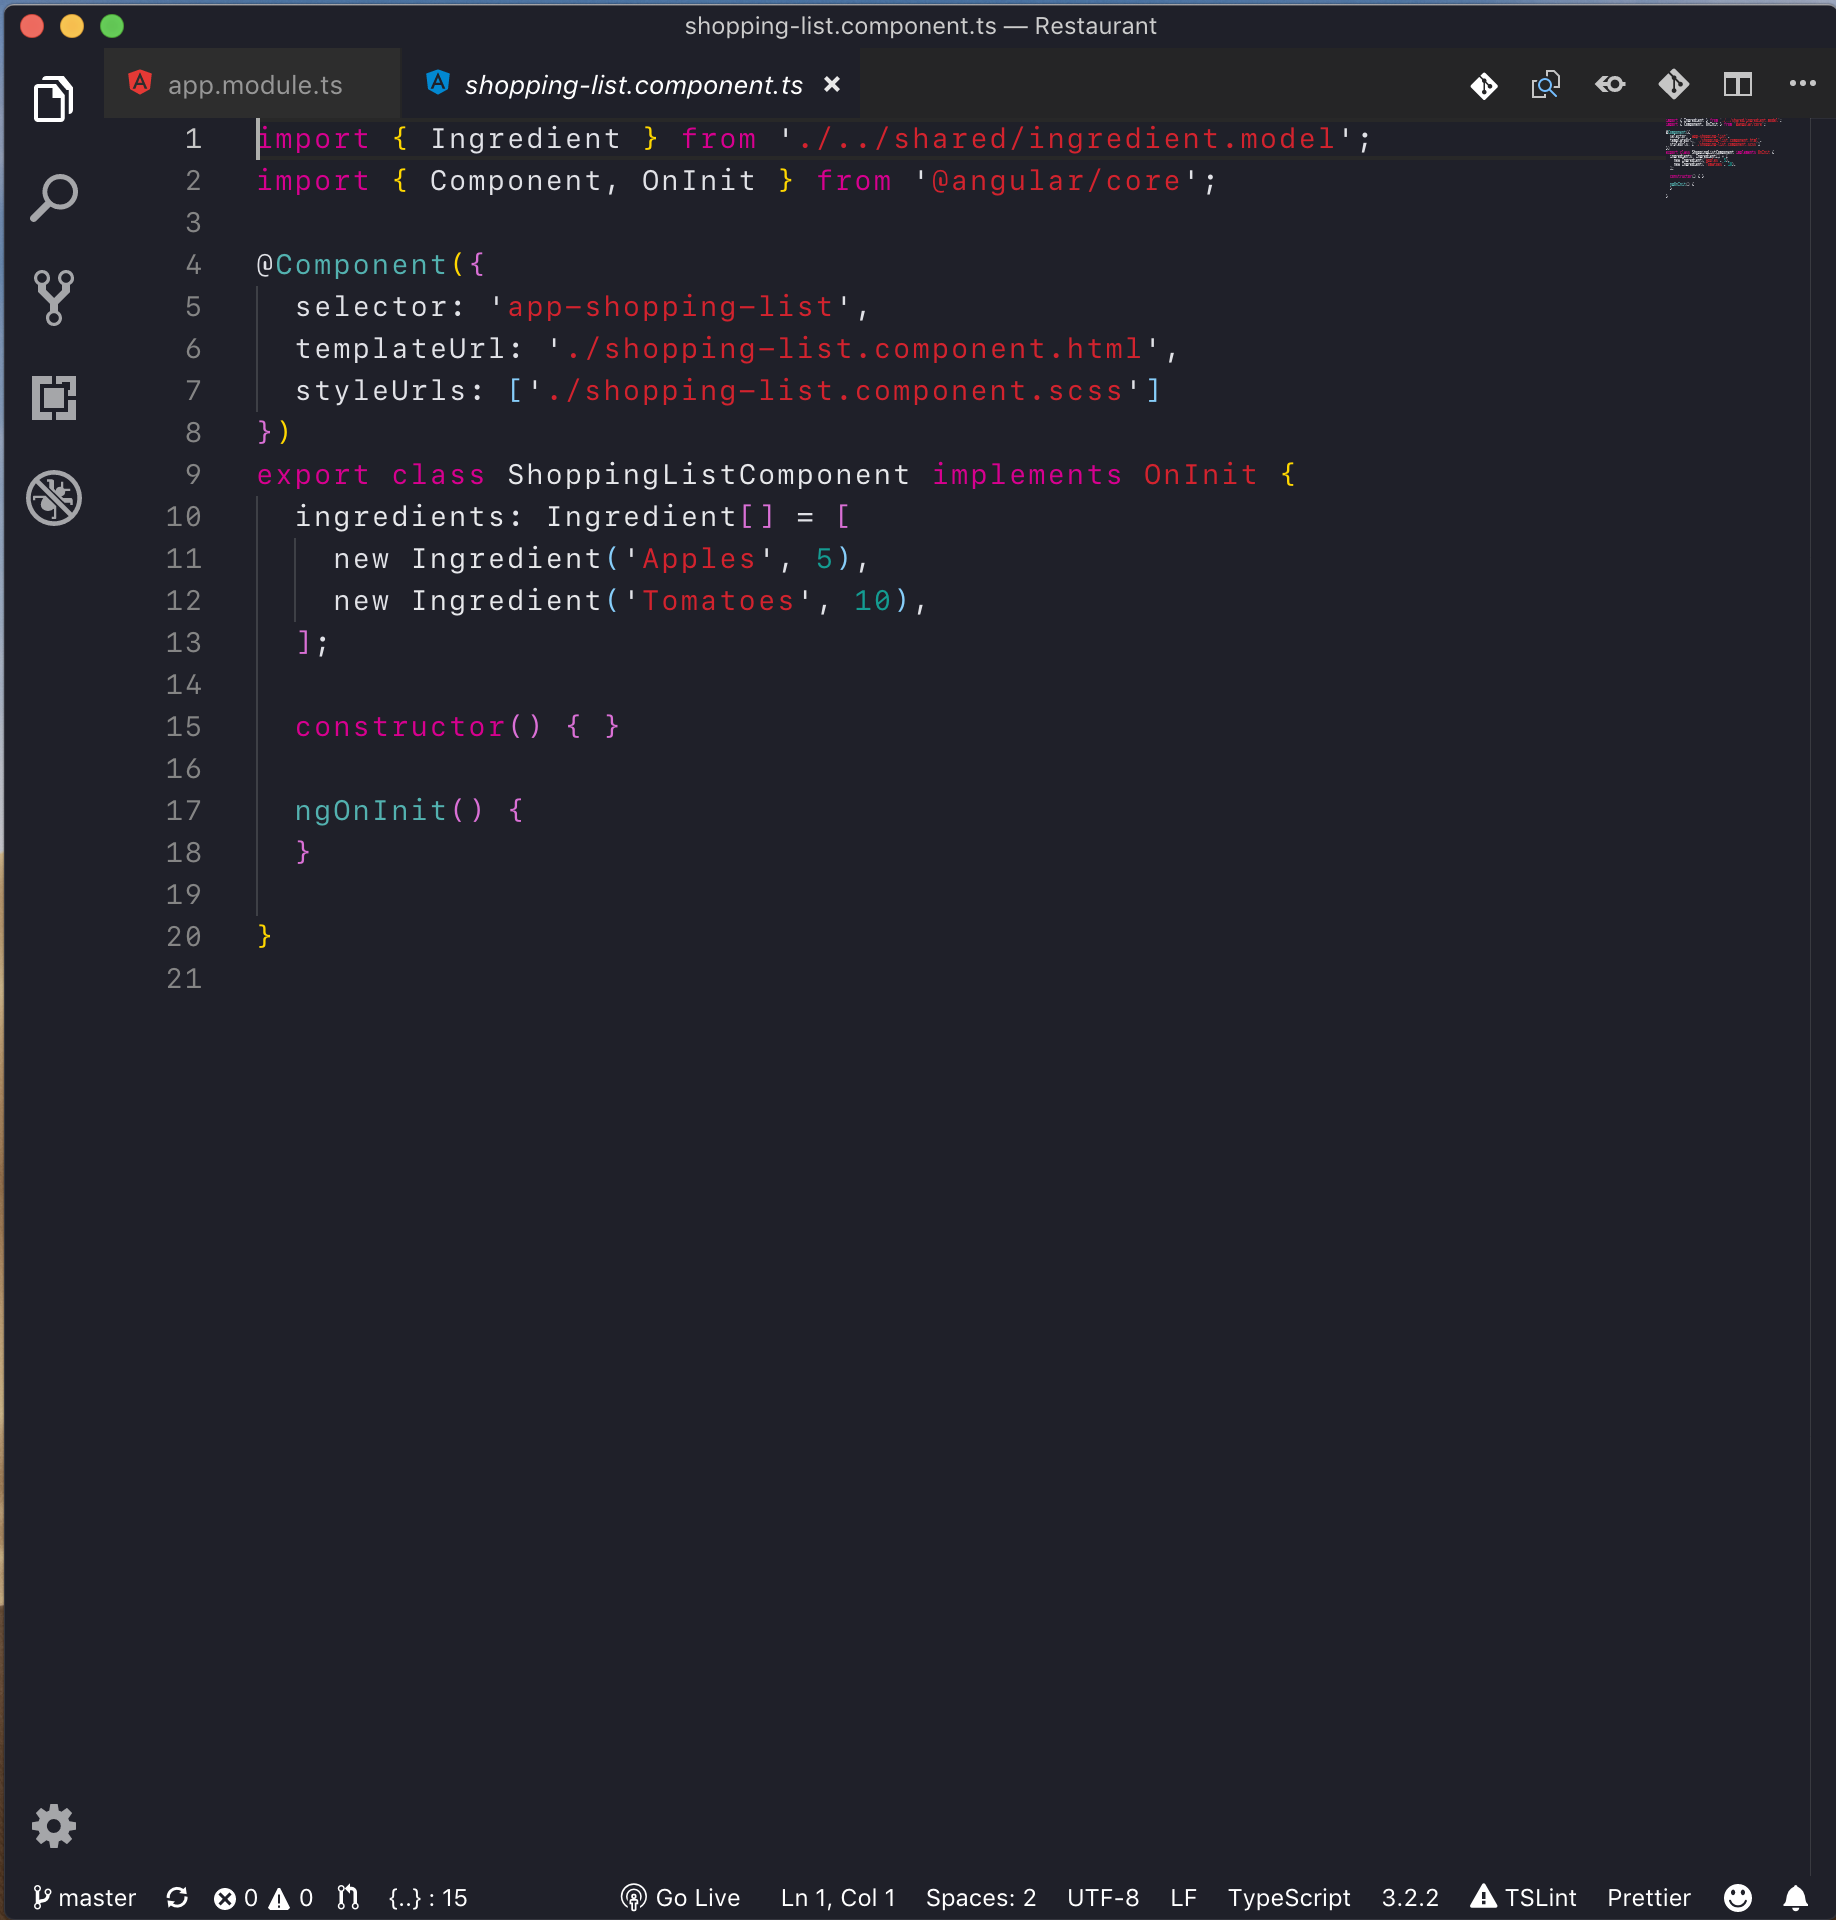 shopping-list.component.ts — Restaurant
app.module.ts
shopping-list.component.ts
1 import { Ingredient } from './../shared/ingredient.model';
2 import { Component, OnInit } from '@angular/core';
3
4 @Component({
5 selector: 'app-shopping-list',
6 templateUrl: './shopping-list.component.html',
7 styleUrls: ['./shopping-list.component.scss']
8 })
9 export class ShoppingListComponent implements OnInit {
10 ingredients: Ingredient[] = [
11 new Ingredient('Apples', 5),
12 new Ingredient('Tomatoes', 10),
13 ];
14
15 constructor() { }
16
17 ngOnInit() {
18 }
19
20 }
21
master 0 0 {..} : 15 Go Live Ln 1, Col 1 Spaces: 2 UTF-8 LF TypeScript 3.2.2 TSLint Prettier